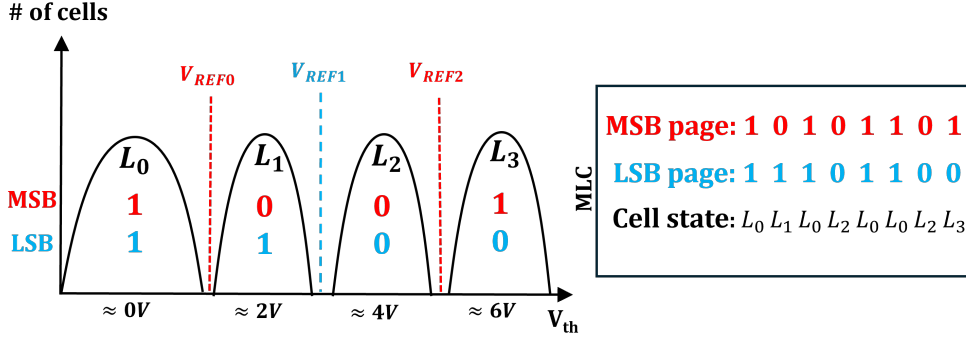 # of cells
V_REF0 V_REF1 V_REF2
L_0 L_1 L_2 L_3
MSB 1 0 0 1
LSB 1 1 0 0
≈ 0V ≈ 2V ≈ 4V ≈ 6V
V_th
MLC
MSB page: 1 0 1 0 1 1 0 1
LSB page: 1 1 1 0 1 1 0 0
Cell state: L_0 L_1 L_0 L_2 L_0 L_0 L_2 L_3